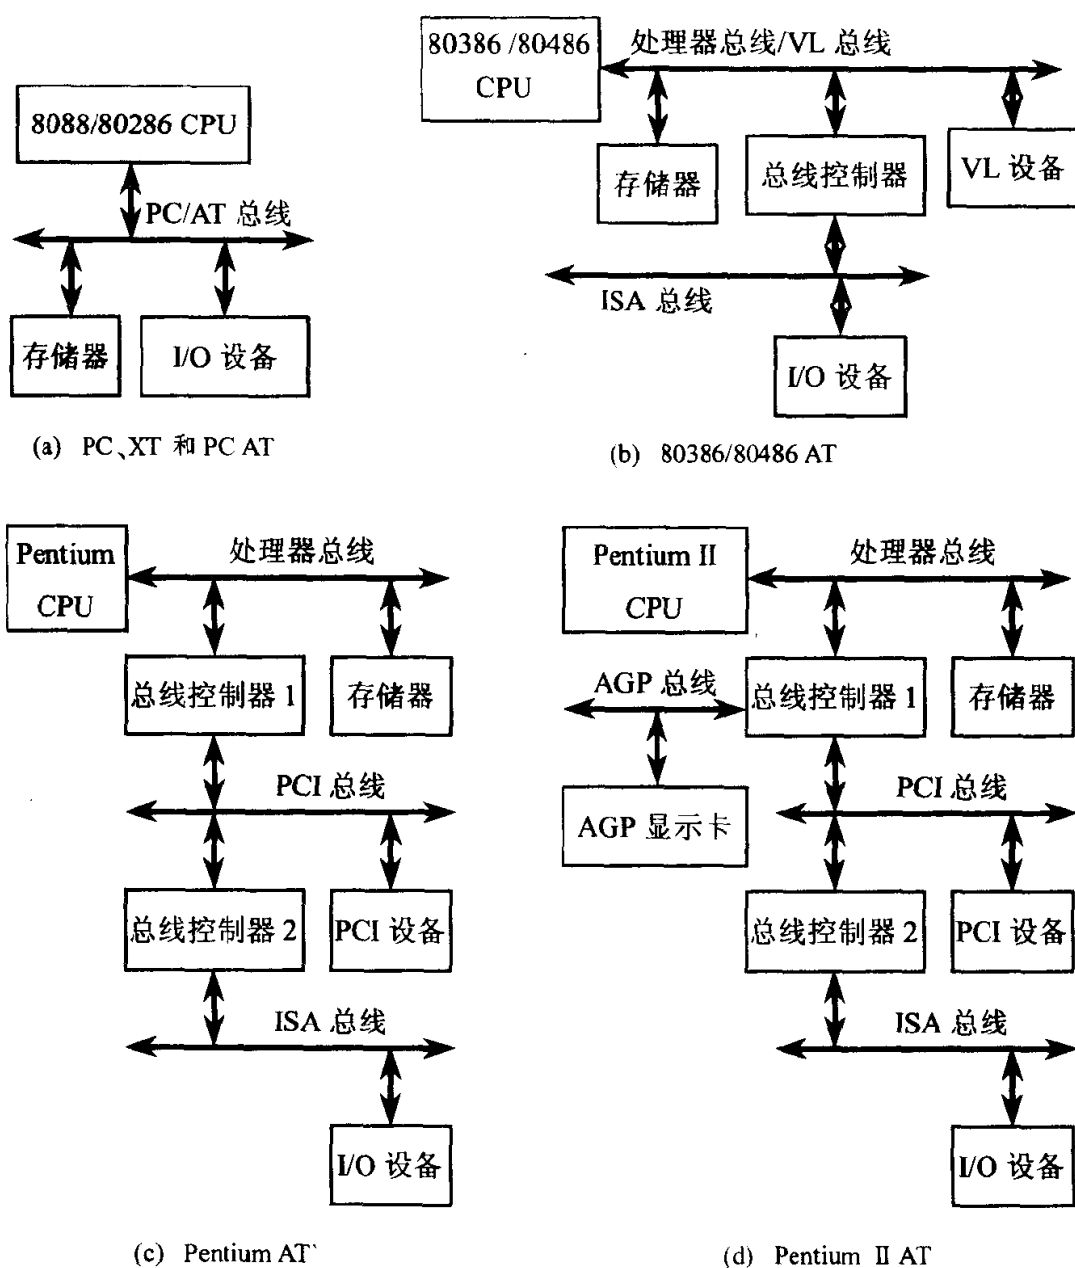 8088/80286 CPU
PC/AT 总线
存储器
I/O 设备
(a) PC、XT 和 PC AT
80386 /80486
CPU
处理器总线/VL 总线
存储器
总线控制器
VL 设备
ISA 总线
I/O 设备
(b) 80386/80486 AT
Pentium
CPU
处理器总线
总线控制器 1
存储器
PCI 总线
总线控制器 2
PCI 设备
ISA 总线
I/O 设备
(c) Pentium AT
Pentium II
CPU
处理器总线
AGP 总线
总线控制器 1
存储器
AGP 显示卡
PCI 总线
总线控制器 2
PCI 设备
ISA 总线
I/O 设备
(d) Pentium II AT